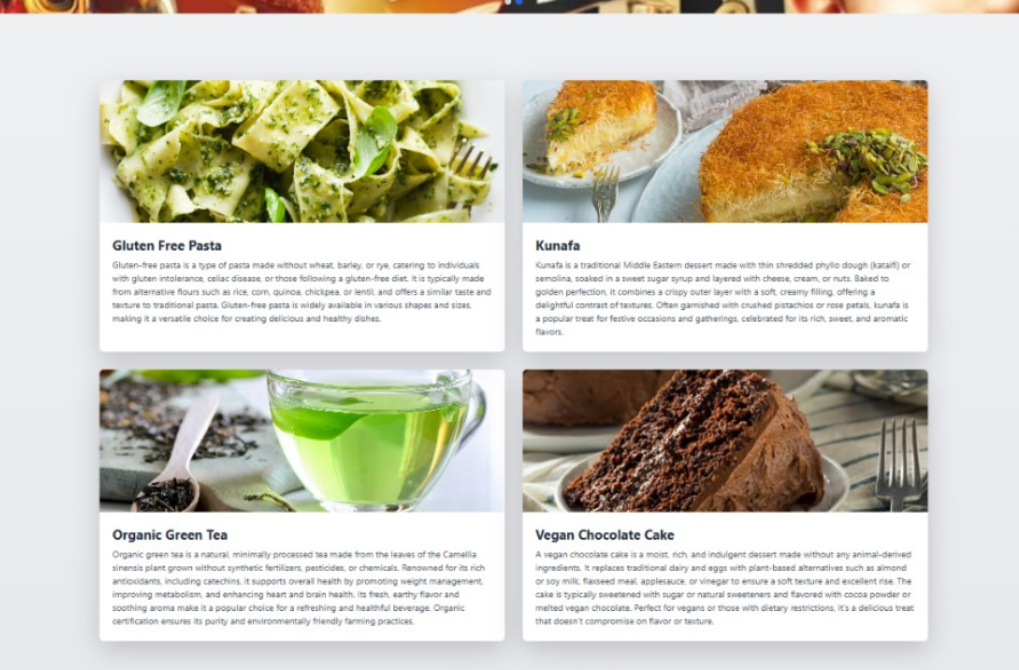 Gluten Free Pasta
Gluten-free pasta is a type of pasta made without wheat, barley, or rye, catering to individuals
with gluten intolerance, celiac disease, or those following a gluten-free diet. It is typically made
from alternative flours such as rice, corn, quinoa, chickpea, or lentil, and offers a similar taste and
texture to traditional pasta. Gluten-free pasta is widely available in various shapes and sizes,
making it a versatile choice for creating delicious and healthy dishes.
Kunafa
Kunafa is a traditional Middle Eastern dessert made with thin shredded phyllo dough (kataifi) or
semolina, soaked in a sweet sugar syrup and layered with cheese, cream, or nuts. Baked to
golden perfection, it combines a crispy outer layer with a soft, creamy filling, offering a
delightful contrast of textures. Often garnished with crushed pistachios or rose petals, kunafa is
a popular treat for festive occasions and gatherings, celebrated for its rich, sweet, and aromatic
flavors.
Organic Green Tea
Organic green tea is a natural, minimally processed tea made from the leaves of the Camellia
sinensis plant grown without synthetic fertilizers, pesticides, or chemicals. Renowned for its rich
antioxidants, including catechins, it supports overall health by promoting weight management,
improving metabolism, and enhancing heart and brain health. Its fresh, earthy flavor and
soothing aroma make it a popular choice for a refreshing and healthful beverage. Organic
certification ensures its purity and environmentally friendly farming practices.
Vegan Chocolate Cake
A vegan chocolate cake is a moist, rich, and indulgent dessert made without any animal-derived
ingredients. It replaces traditional dairy and eggs with plant-based alternatives such as almond
or soy milk, flaxseed meal, applesauce, or vinegar to ensure a soft texture and excellent rise. The
cake is typically sweetened with sugar or natural sweeteners and flavored with cocoa powder or
melted vegan chocolate. Perfect for vegans or those with dietary restrictions, it's a delicious treat
that doesn't compromise on flavor or texture.